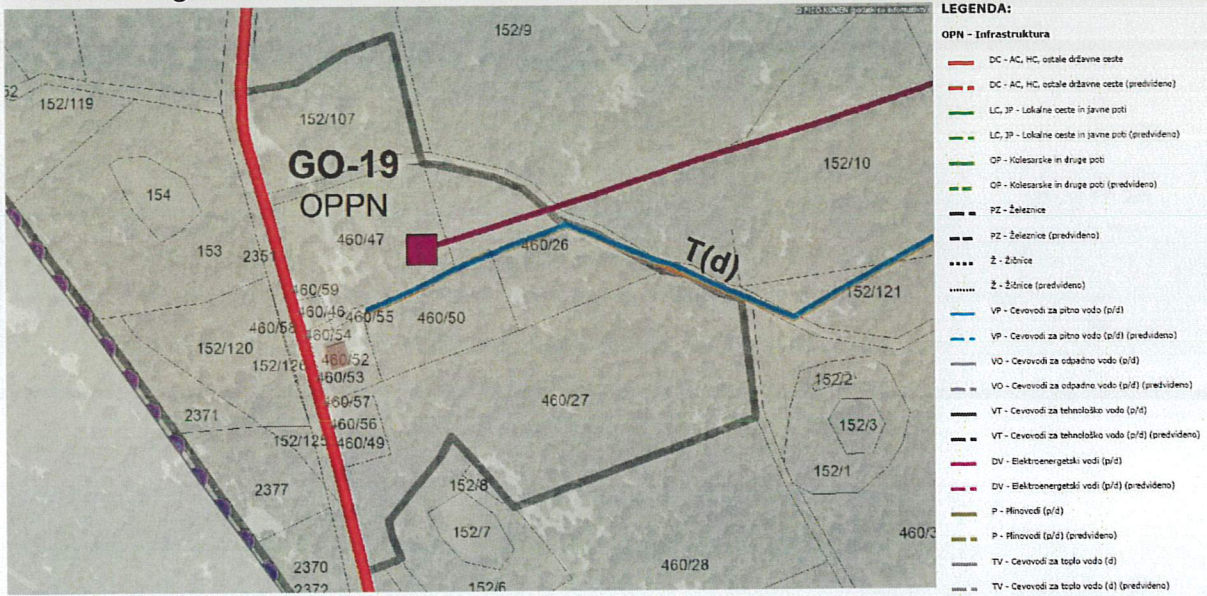 152/9
52
152/119
152/107
GO-19
OPPN
154
152/10
153
2351
460/47
460/26
T(d)
152/121
460/59
460/46
460/55
460/50
460/58
460/54
152/120
460/52
152/126
460/53
152/2
460/57
460/27
152/3
2371
460/56
152/125
460/49
152/1
152/8
2377
152/7
460/3
2370
460/28
2372
152/6
LEGENDA:
OPN - Infrastruktura
DC - AC, HC, ostale državne ceste
DC - AC, HC, ostale državne ceste (predvideno)
LC, JP - Lokalne ceste in javne poti
LC, JP - Lokalne ceste in javne poti (predvideno)
OP - Kolesarske in druge poti
OP - Kolesarske in druge poti (predvideno)
PZ - Železnice
PZ - Železnice (predvideno)
Ž - Žičnice
Ž - Žičnice (predvideno)
VP - Cevovodi za pitno vodo (p/d)
VP - Cevovodi za pitno vodo (p/d) (predvideno)
VO - Cevovodi za odpadno vodo (p/d)
VO - Cevovodi za odpadno vodo (p/d) (predvideno)
VT - Cevovodi za tehnološko vodo (p/d)
VT - Cevovodi za tehnološko vodo (p/d) (predvideno)
DV - Elektroenergetski vodi (p/d)
DV - Elektroenergetski vodi (p/d) (predvideno)
P - Plinovodi (p/d)
P - Plinovodi (p/d) (predvideno)
TV - Cevovodi za toplo vodo (d)
TV - Cevovodi za toplo vodo (d) (predvideno)